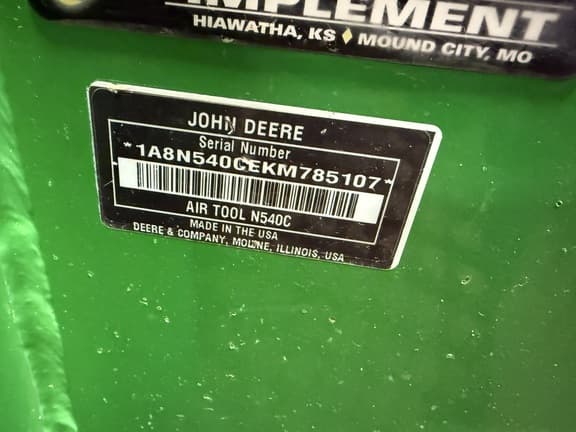 IMPLEMENT
HIAWATHA, KS ♦ MOUND CITY, MO
JOHN DEERE
Serial Number
*1A8N540CEKM785107*
AIR TOOL N540C
MADE IN THE USA
DEERE & COMPANY, MOLINE, ILLINOIS, USA